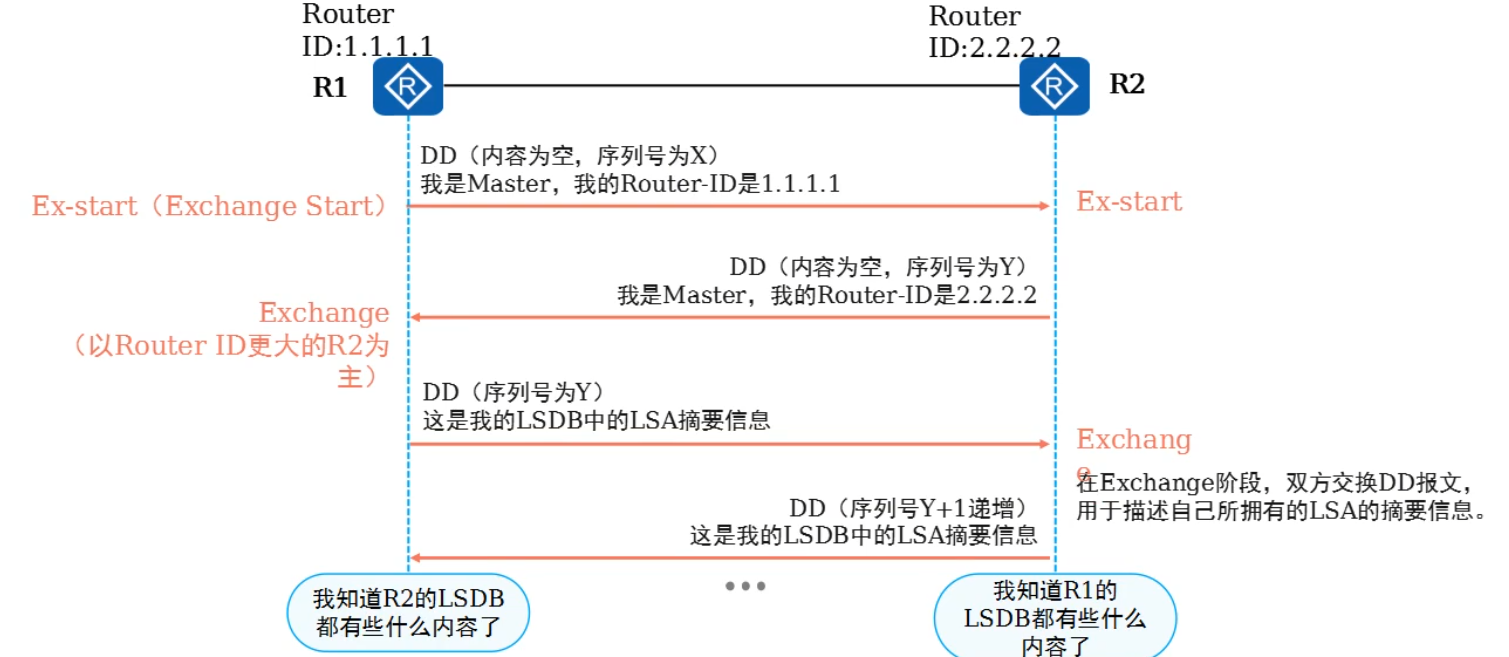 Router
ID:1.1.1.1
R1
R
Router
ID:2.2.2.2
R
R2
DD（内容为空，序列号为X）
我是Master，我的Router-ID是1.1.1.1
Ex-start（Exchange Start）
Ex-start
DD（内容为空，序列号为Y）
我是Master，我的Router-ID是2.2.2.2
Exchange
（以Router ID更大的R2为
主）
DD（序列号为Y）
这是我的LSDB中的LSA摘要信息
Exchang
e
在Exchange阶段，双方交换DD报文，
用于描述自己所拥有的LSA的摘要信息。
DD（序列号Y+1递增）
这是我的LSDB中的LSA摘要信息
•••
我知道R2的LSDB
都有些什么内容了
我知道R1的
LSDB都有些什么
内容了